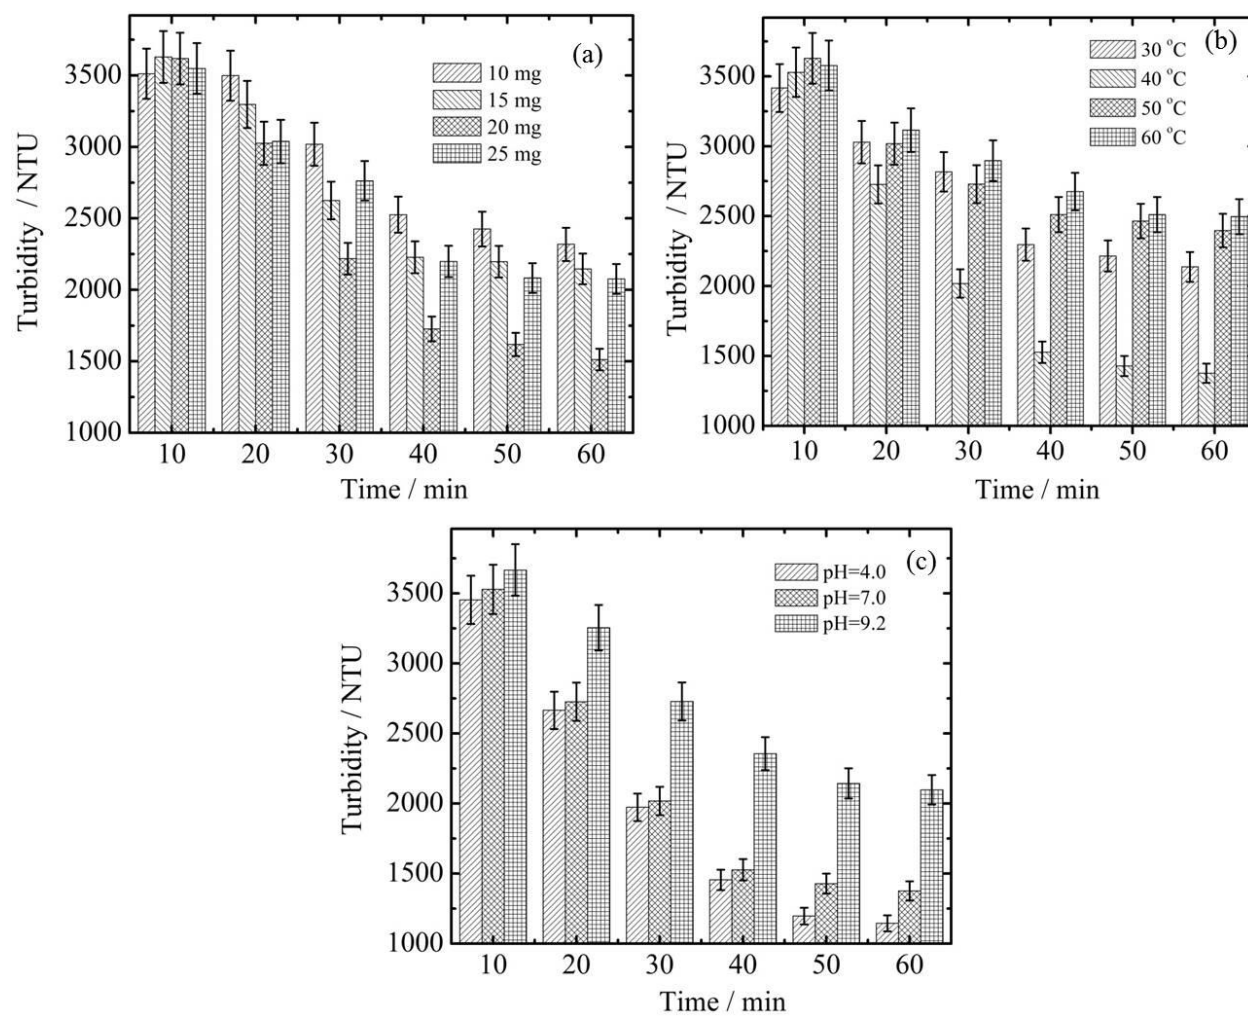 (a)
10 mg
15 mg
20 mg
25 mg
Turbidity / NTU
3500
3000
2500
2000
1500
1000
10 20 30 40 50 60
Time / min
(b)
30 °C
40 °C
50 °C
60 °C
Turbidity / NTU
3500
3000
2500
2000
1500
1000
10 20 30 40 50 60
Time / min
(c)
pH=4.0
pH=7.0
pH=9.2
Turbidity / NTU
3500
3000
2500
2000
1500
1000
10 20 30 40 50 60
Time / min